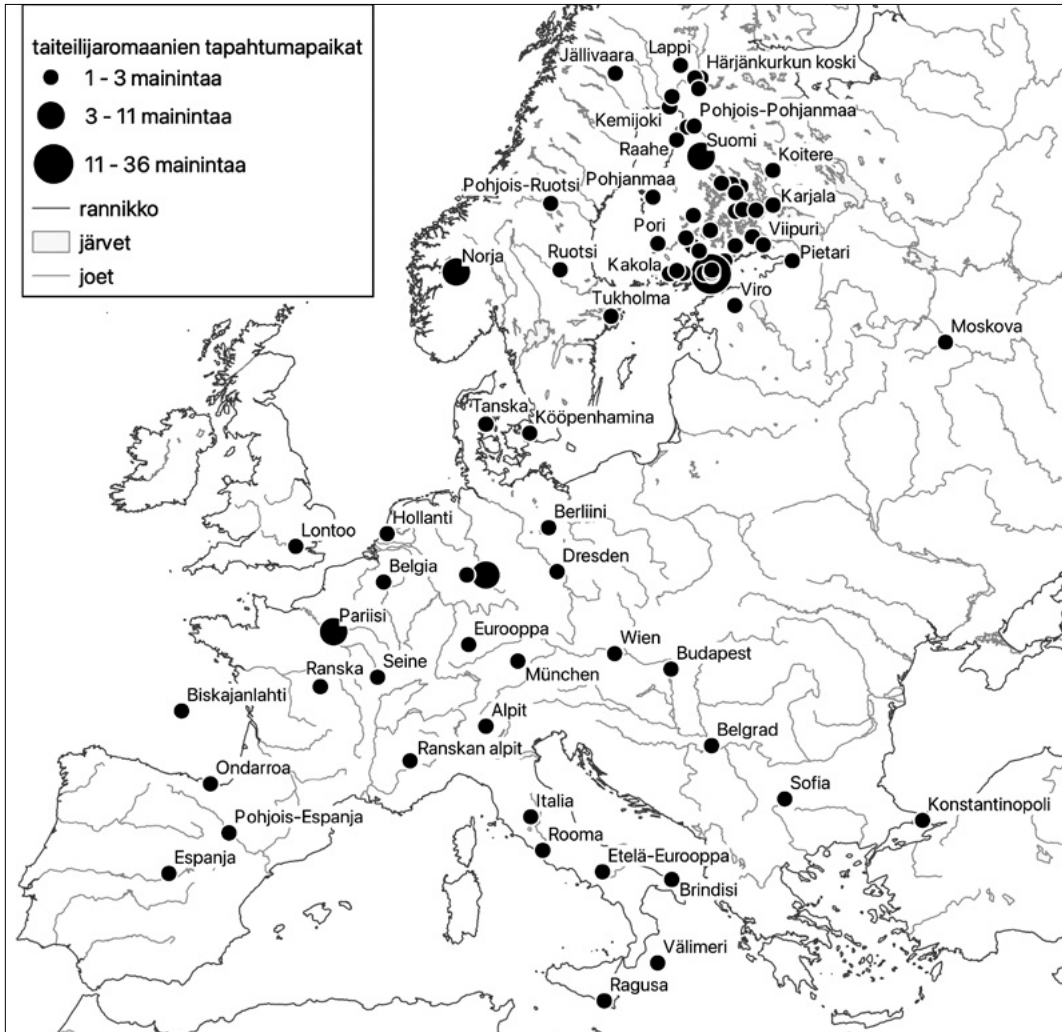 taiteilijaromaanien tapahtumapaikat
1 - 3 mainintaa
3 - 11 mainintaa
11 - 36 mainintaa
rannikko
järvet
joet
Lappi
Jällivaara
Härjänkurkun koski
Kemijoki
Pohjois-Pohjanmaa
Raahe
Suomi
Koitere
Pohjanmaa
Pohjois-Ruotsi
Karjala
Pori
Viipuri
Norja
Ruotsi
Kakola
Pietari
Tukholma
Viro
Moskova
Tanska
Kööpenhamina
Lontoo
Hollanti
Berliini
Belgia
Dresden
Pariisi
Eurooppa
Wien
Ranska
Seine
München
Budapest
Biskajanlahti
Alpit
Ranskan alpit
Belgrad
Ondarroa
Sofia
Pohjois-Espanja
Italia
Konstantinopoli
Rooma
Espanja
Etelä-Eurooppa
Brindisi
Välimeri
Ragusa